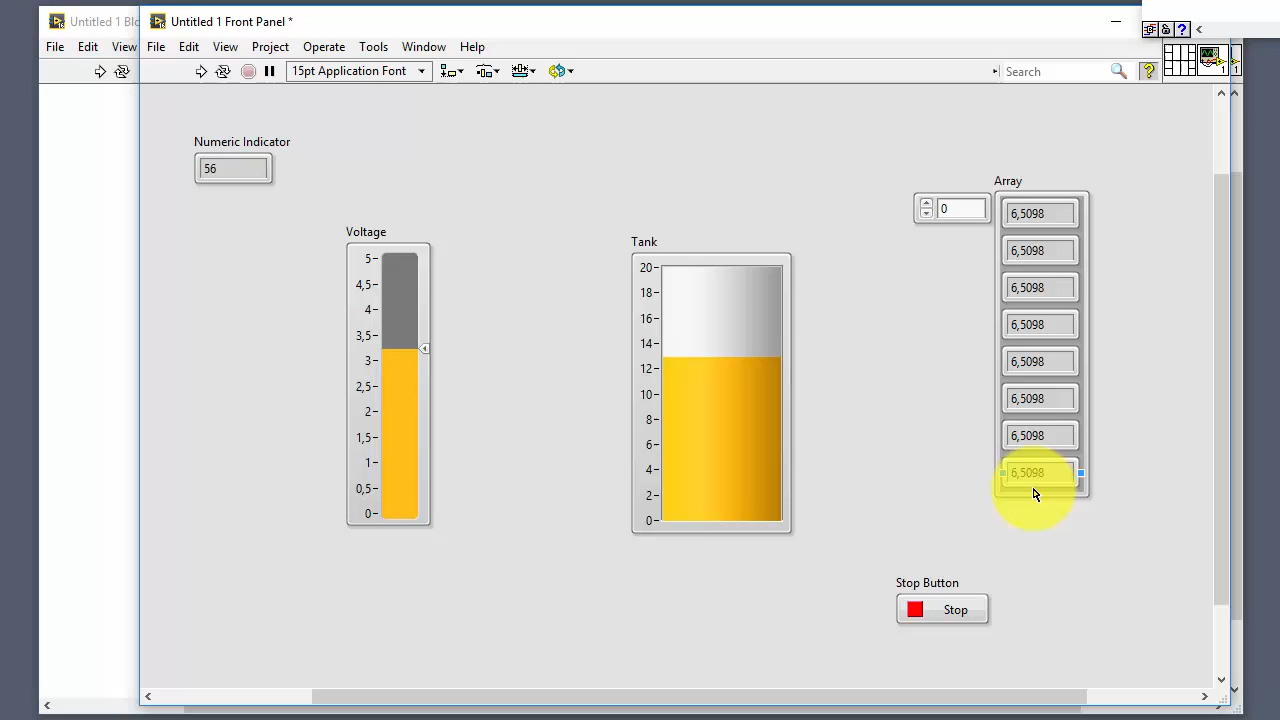 Untitled 1 Blo
Untitled 1 Front Panel *
File Edit View
File Edit View Project Operate Tools Window Help
15pt Application Font
Search
Numeric Indicator
56
Array
0
6,5098
6,5098
6,5098
6,5098
6,5098
6,5098
6,5098
6,5098
Voltage
5
4,5
4
3,5
3
2,5
2
1,5
1
0,5
0
Tank
20
18
16
14
12
10
8
6
4
2
0
Stop Button
Stop